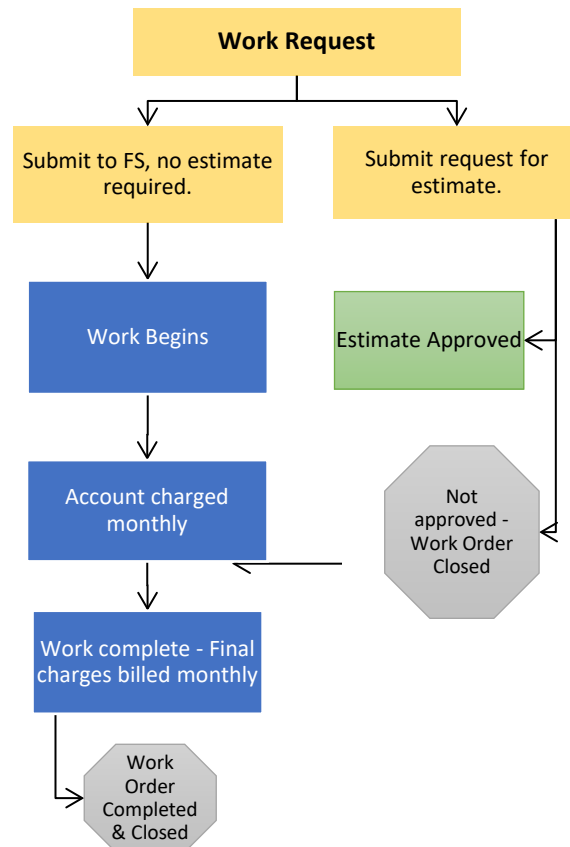 Work Request
Submit to FS, no estimate
required.
Submit request for
estimate.
Work Begins
Estimate Approved
Account charged
monthly
Not
approved -
Work Order
Closed
Work complete - Final
charges billed monthly
Work
Order
Completed
& Closed